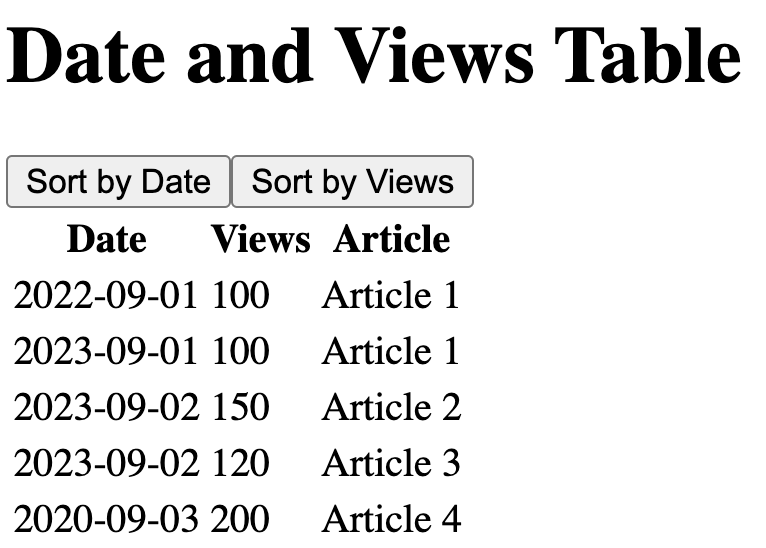 Date and Views Table
Sort by Date Sort by Views
Date Views Article
2022-09-01 100 Article 1
2023-09-01 100 Article 1
2023-09-02 150 Article 2
2023-09-02 120 Article 3
2020-09-03 200 Article 4